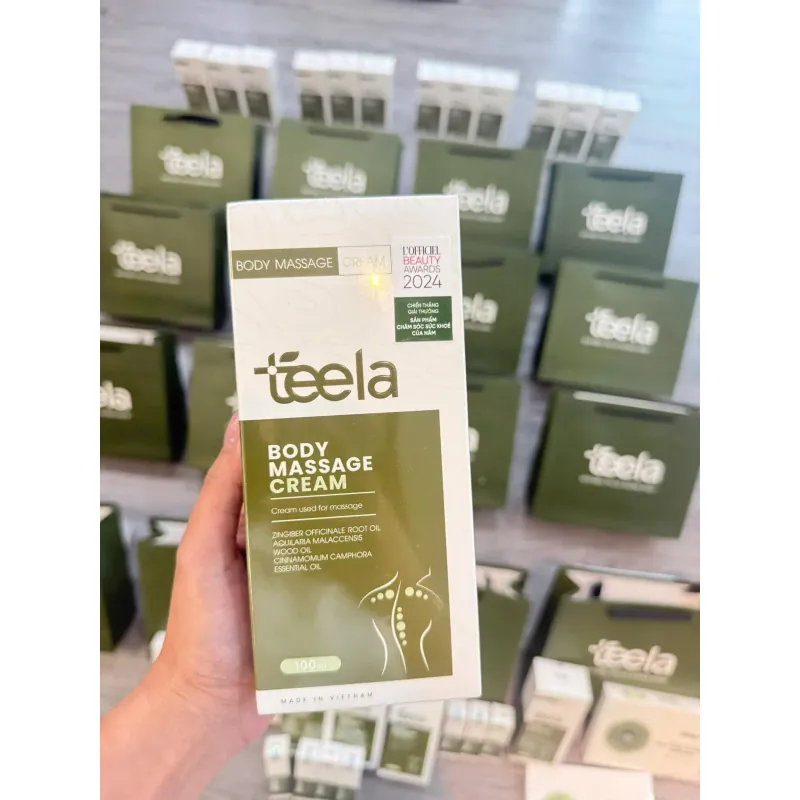 BODY MASSAGE CREAM
L'OFFICIEL
BEAUTY
AWARDS
2024
CHIẾN THẮNG
GIẢI THƯỞNG
SẢN PHẨM
CHĂM SÓC SỨC KHOẺ
CỦA NĂM
teela
BODY
MASSAGE
CREAM
Cream used for massage
ZINGIBER OFFICINALE ROOT OIL
AQUILARIA MALACCENSIS
WOOD OIL
CINNAMOMUM CAMPHORA
ESSENTIAL OIL
100
MADE IN VIETNAM
teela
teela
teela
teela
teela
teela
teela
teela
teela